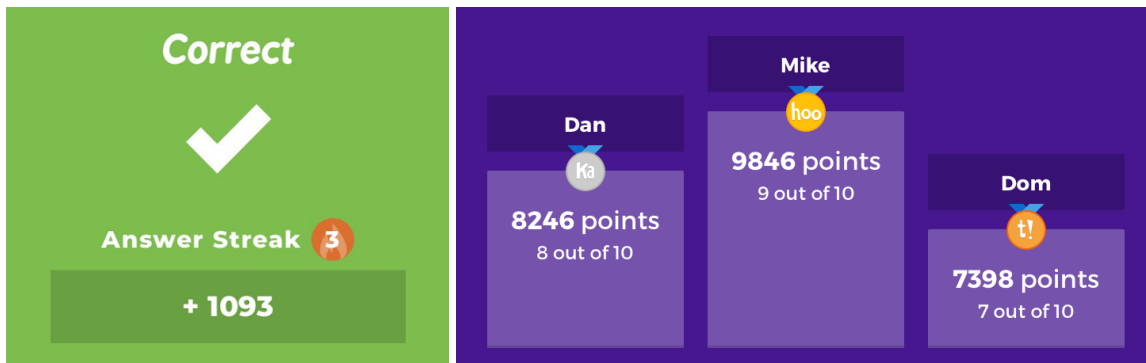 Correct
Answer Streak 3
+ 1093
Mike
hoo
9846 points
9 out of 10
Dan
Ka
8246 points
8 out of 10
Dom
t!
7398 points
7 out of 10